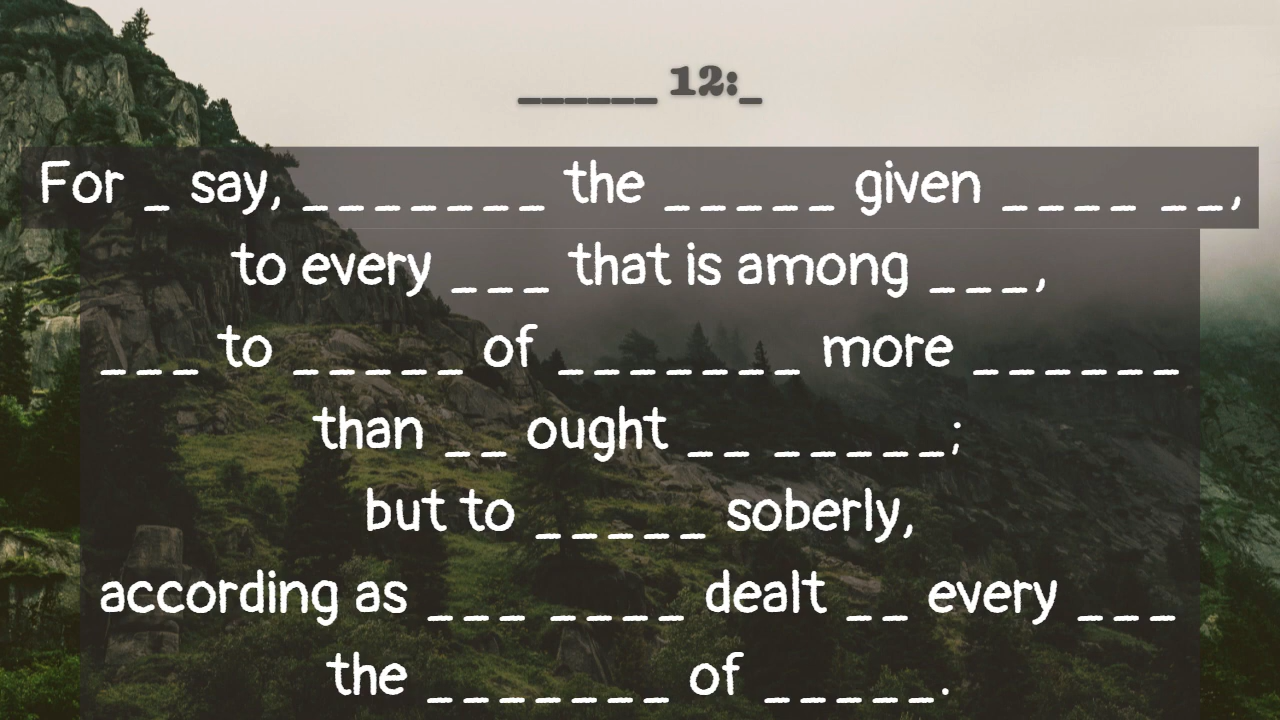 ______ 12:_
For _ say, _______ the _____ given ____ __,
to every ___ that is among ___,
___ to _____ of _______ more ______
than __ ought __ _____;
but to _____ soberly,
according as ___ ____ dealt __ every ___
the _______ of _____.